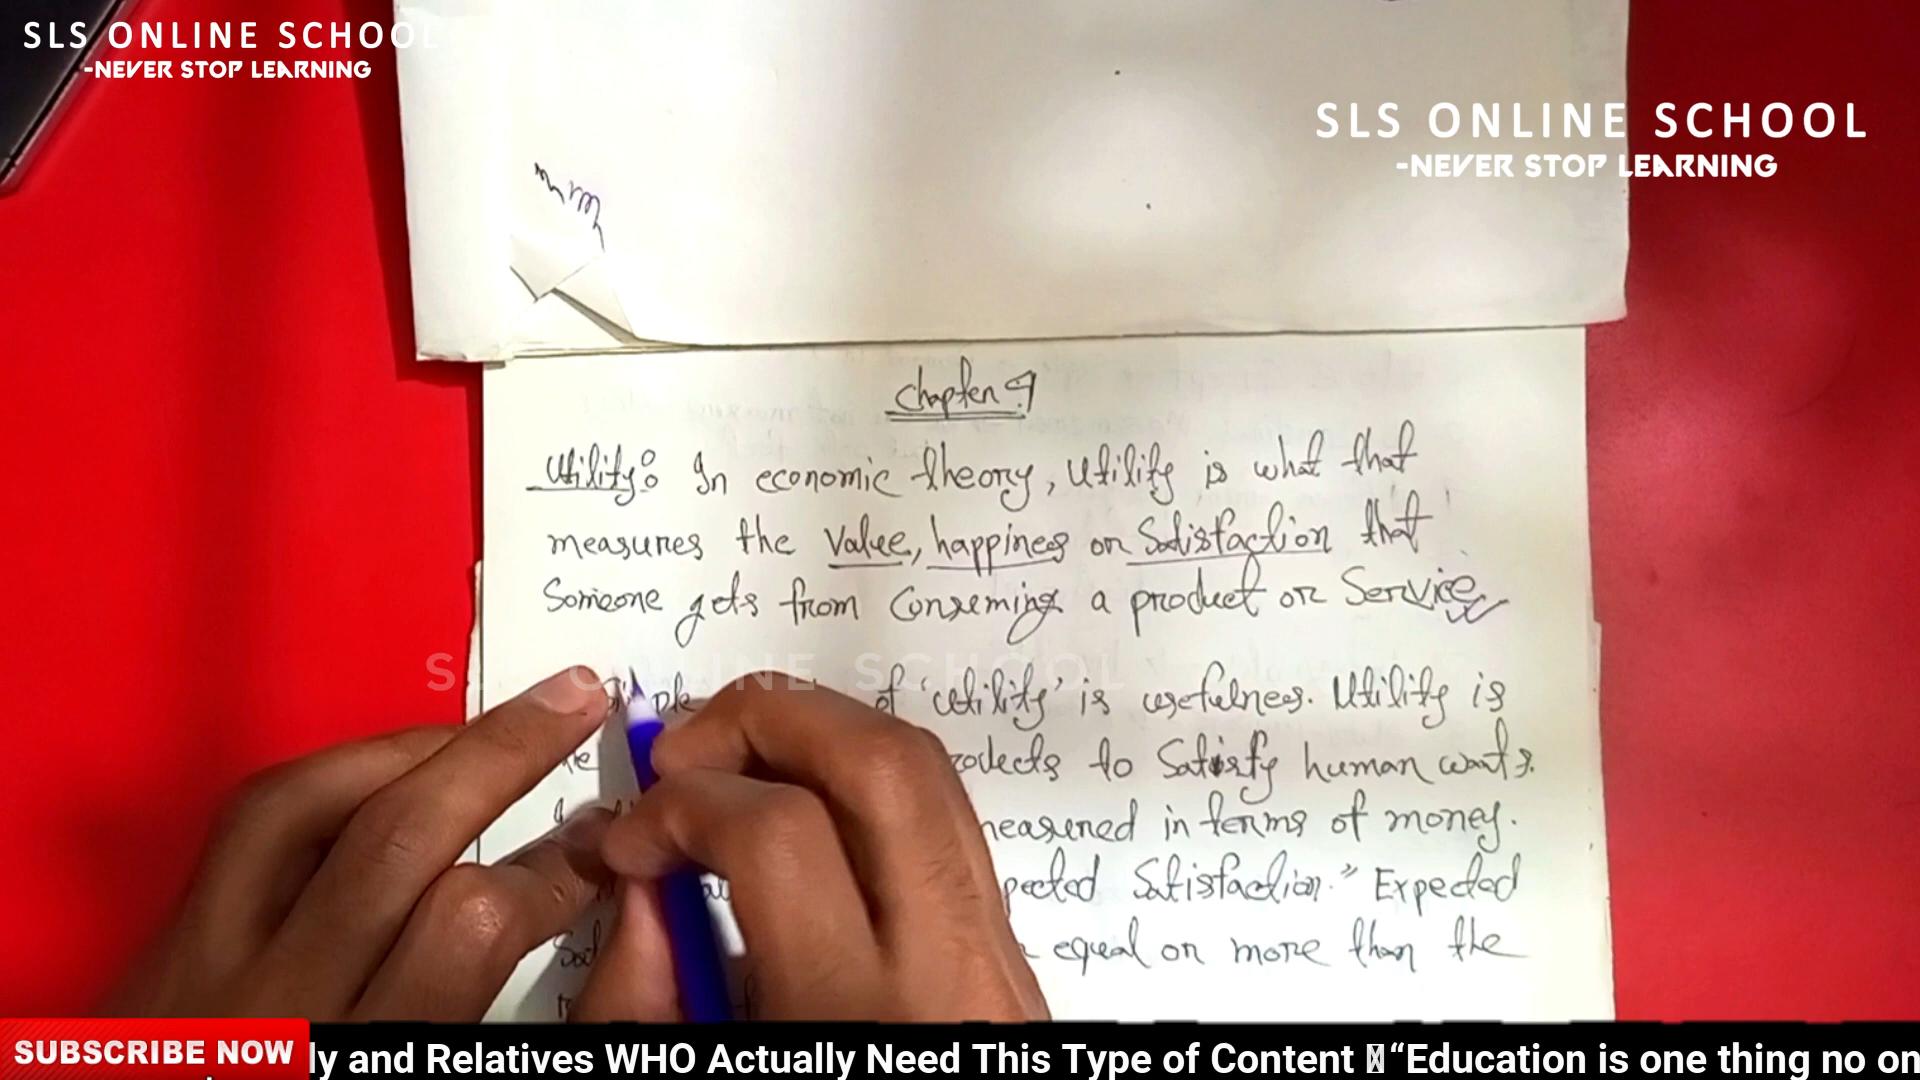 SLS ONLINE SCHOOL
-NEVER STOP LEARNING
SLS ONLINE SCHOOL
-NEVER STOP LEARNING
Chapter
Utility: In economic theory, Utility is what that
measures the Value, happiness or Satisfaction that
Someone gets from Consuming a product or Service
SLS ONLINE SCHOOL
of 'utility' is usefulness. Utility is
to Satisfy human wants.
in terms of money.
Satisfaction." Expected
equal or more than the
SUBSCRIBE NOW
ly and Relatives WHO Actually Need This Type of Content “Education is one thing no on